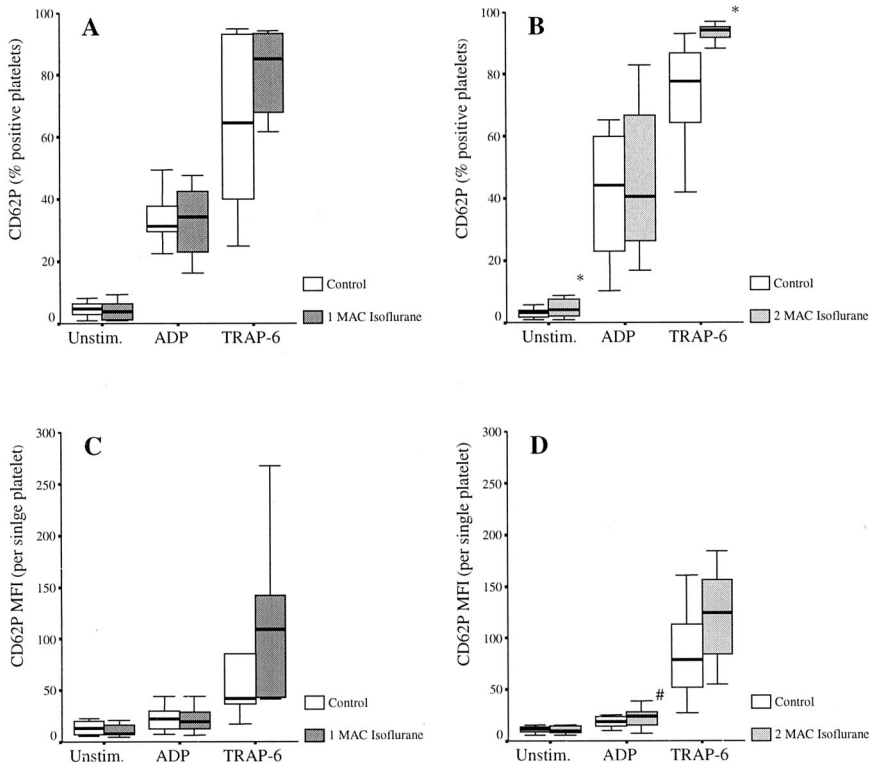 A
CD62P (% positive platelets)
100
80
60
40
20
0
Unstim.
ADP
TRAP-6
Control
1 MAC Isoflurane
B
CD62P (% positive platelets)
100
80
60
40
20
0
*
*
Unstim.
ADP
TRAP-6
Control
2 MAC Isoflurane
C
CD62P MFI (per sinlge platelet)
300
250
200
150
100
50
0
Unstim.
ADP
TRAP-6
Control
1 MAC Isoflurane
D
CD62P MFI (per single platelet)
300
250
200
150
100
50
0
#
Unstim.
ADP
TRAP-6
Control
2 MAC Isoflurane